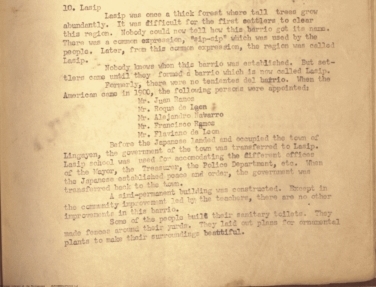 10. Lasip
Lasip was once a thick forest where tall trees grew
abundantly. It was difficult for the first settlers to clear
this region. Nobody could now tell how this barrio got its name.
There was a common expression, "sip-sip" which was used by the
people. Later, from this common expression, the region was called
Lasip.
Nobody knows when this barrio was established. But set-
tlers came until they formed a barrio which is now called Lasip.
Formerly, there were no tenientes del barrio. When the
American came in 1900, the following persons were appointed:
Mr. Juan Ramos
Mr. Roque de Leon
Mr. Alejandro Navarro
Mr. Francisco Ramos
Mr. Flaviano de Leon
Before the Japanese landed and occupied the town of
Lingayen, the government of the town was transferred to Lasip.
Lasip school was used for accomodating the different offices
of the Mayor, the Treasurer, the Police Department, etc. When
the Japanese established peace and order, the government was
transferred back to the town.
A semi-permanent building was constructed. Except in
the community improvement led by the teachers, there are no other
improvements in this barrio.
Some of the people built their sanitary toilets. They
made fences around their yards. They laid out plans for ornamental
plants to make their surroundings beautiful.